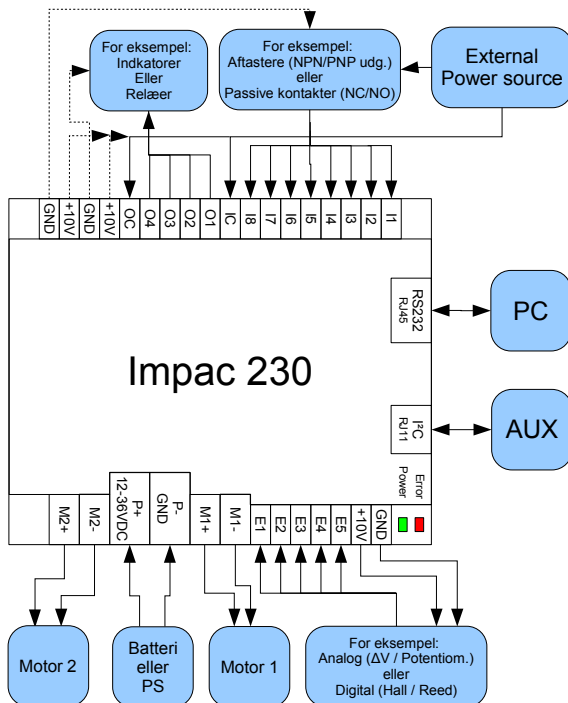 For eksempel:
Indkatorer
Eller
Relæer
For eksempel:
Aftastere (NPN/PNP udg.)
eller
Passive kontakter (NC/NO)
External
Power source
GND
+10V
GND
+10V
OC
O4
O3
O2
O1
IC
I8
I7
I6
I5
I4
I3
I2
I1
RS232
RJ45
PC
Impac 230
I²C
RJ11
AUX
Power
Error
M2+
M2-
P+
12-36VDC
P-
GND
M1+
M1-
E1
E2
E3
E4
E5
+10V
GND
Motor 2
Batteri
eller
PS
Motor 1
For eksempel:
Analog (ΔV / Potentiom.)
eller
Digital (Hall / Reed)